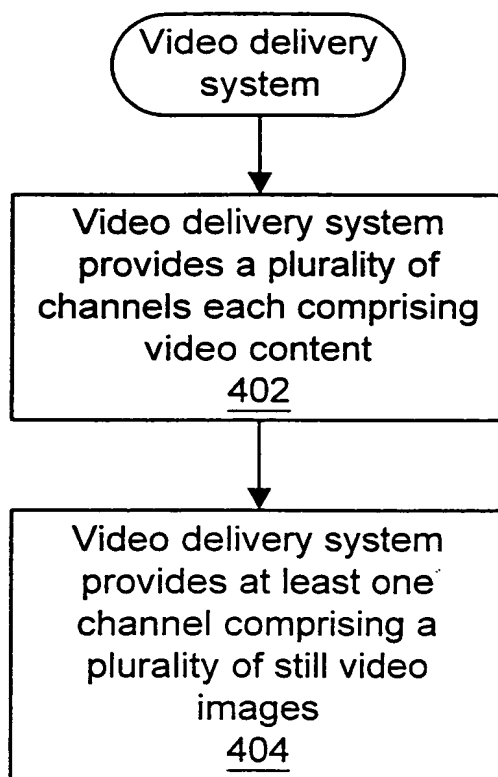 Video delivery
system
Video delivery system
provides a plurality of
channels each comprising
video content
402
Video delivery system
provides at least one
channel comprising a
plurality of still video
images
404